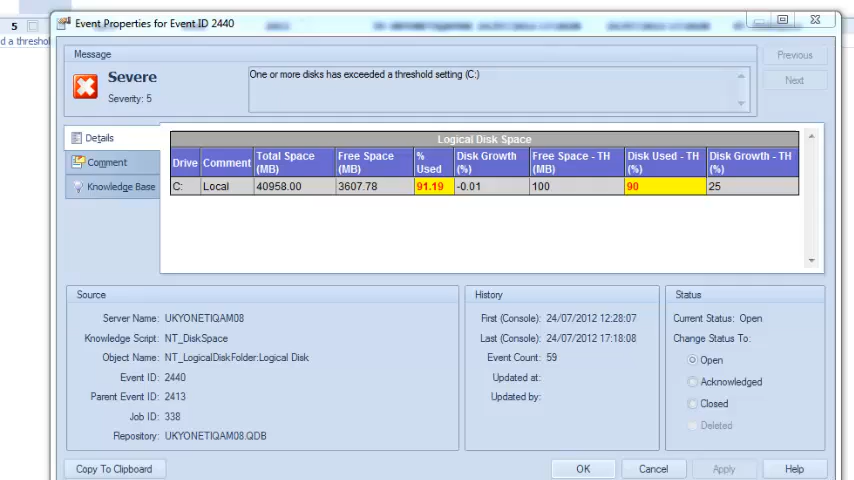 Event Properties for Event ID 2440
5
d a threshold
Message
Severe
Severity: 5
One or more disks has exceeded a threshold setting (C:)
Previous
Next
Details
Comment
Knowledge Base
Logical Disk Space
Drive Comment Total Space (MB) Free Space (MB) % Used Disk Growth (%) Free Space - TH (MB) Disk Used - TH (%) Disk Growth - TH (%)
C: Local 40958.00 3607.78 91.19 -0.01 100 90 25
Source
Server Name: UKYONETIQAM08
Knowledge Script: NT_DiskSpace
Object Name: NT_LogicalDiskFolder:Logical Disk
Event ID: 2440
Parent Event ID: 2413
Job ID: 338
Repository: UKYONETIQAM08.QDB
History
First (Console): 24/07/2012 12:28:07
Last (Console): 24/07/2012 17:18:08
Event Count: 59
Updated at:
Updated by:
Status
Current Status: Open
Change Status To:
Open
Acknowledged
Closed
Deleted
Copy To Clipboard
OK
Cancel
Apply
Help